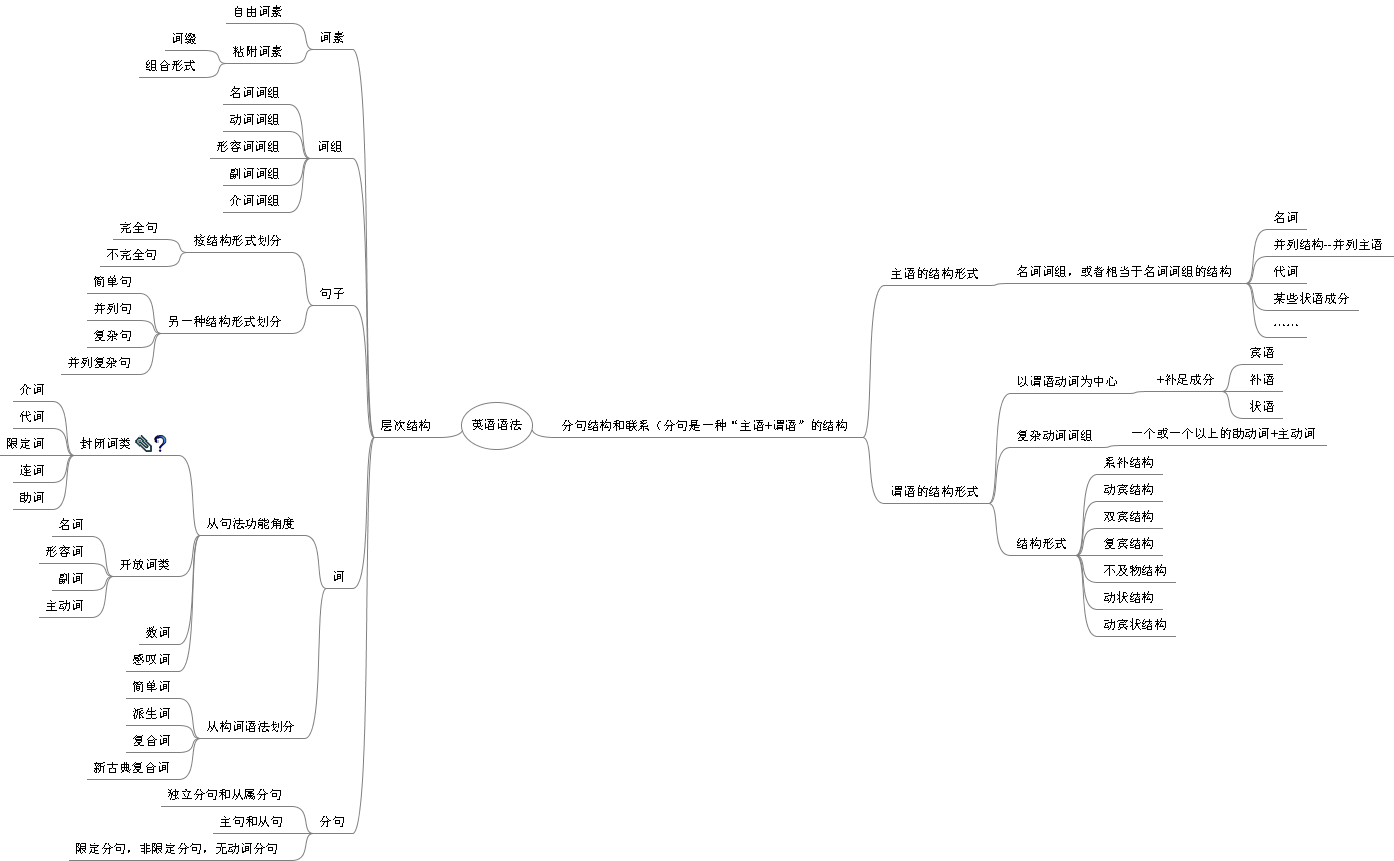 自由词素
词素
词缀
粘附词素
组合形式
名词词组
动词词组
形容词词组
词组
副词词组
介词词组
完全句
按结构形式划分
不完全句
简单句
句子
并列句
另一种结构形式划分
复杂句
并列复杂句
介词
代词
限定词
封闭词类
连词
助词
名词
从句法功能角度
形容词
开放词类
副词
主动词
词
数词
感叹词
简单词
派生词
从构词语法划分
复合词
新古典复合词
独立分句和从属分句
主句和从句
分句
限定分句，非限定分句，无动词分句
层次结构
英语语法
分句结构和联系（分句是一种“主语+谓语”的结构
主语的结构形式
名词词组，或者相当于名词词组的结构
名词
并列结构--并列主语
代词
某些状语成分
……
谓语的结构形式
以谓语动词为中心
+补足成分
宾语
补语
状语
复杂动词词组
一个或一个以上的助动词+主动词
结构形式
系补结构
动宾结构
双宾结构
复宾结构
不及物结构
动状结构
动宾状结构